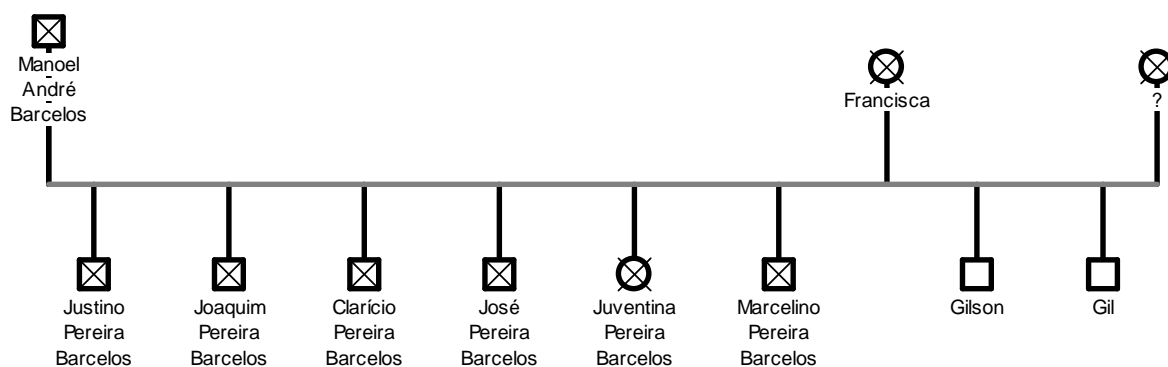 Manoel
André
Barcelos
Francisca
?
Justino
Pereira
Barcelos
Joaquim
Pereira
Barcelos
Clarício
Pereira
Barcelos
José
Pereira
Barcelos
Juventina
Pereira
Barcelos
Marcelino
Pereira
Barcelos
Gilson
Gil